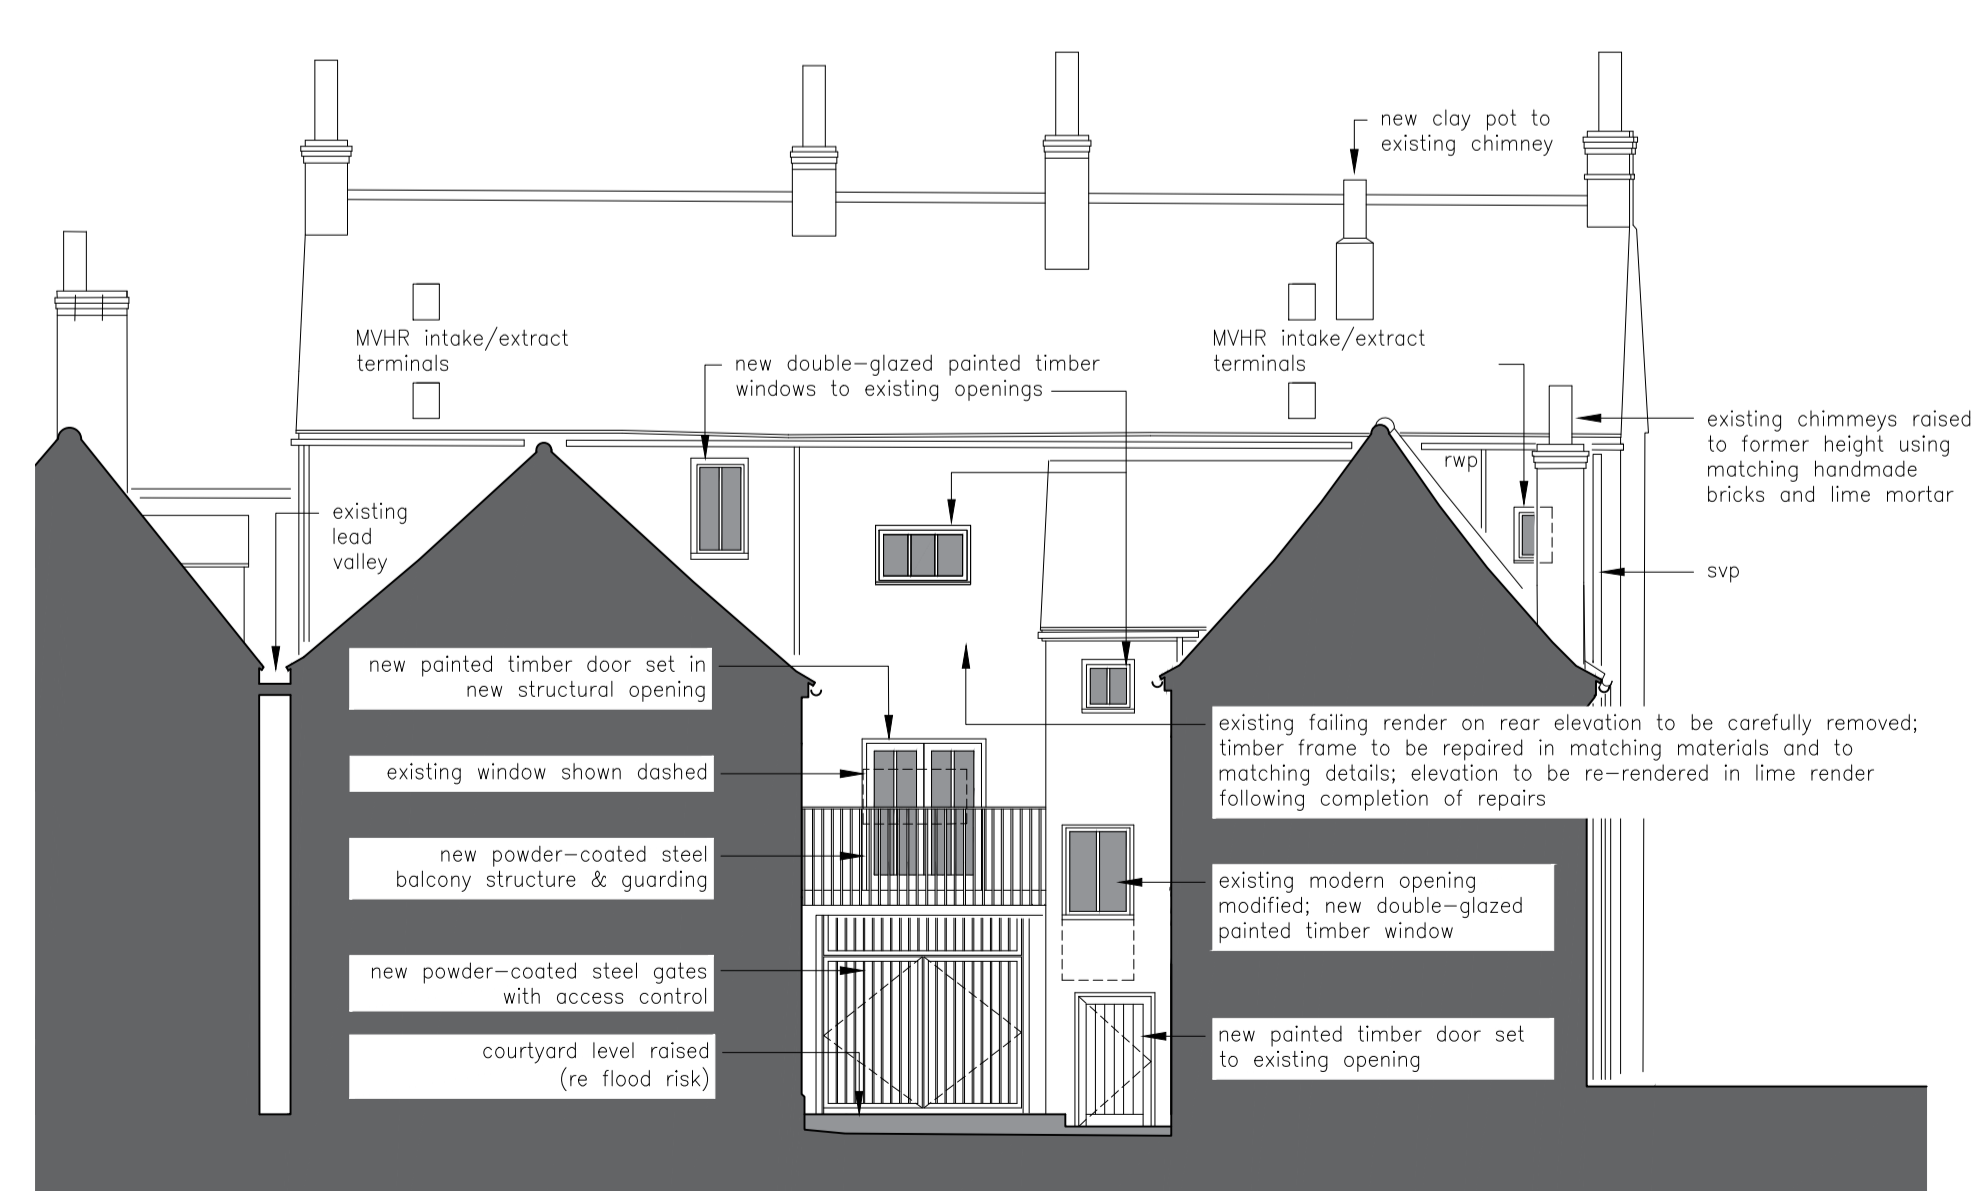 new clay pot to
existing chimney
MVHR intake/extract
terminals
MVHR intake/extract
terminals
new double-glazed painted timber
windows to existing openings
existing chimmeys raised
to former height using
matching handmade
bricks and lime mortar
rwp
existing
lead
valley
svp
new painted timber door set in
new structural opening
existing window shown dashed
new powder-coated steel
balcony structure & guarding
new powder-coated steel gates
with access control
courtyard level raised
(re flood risk)
existing failing render on rear elevation to be carefully removed;
timber frame to be repaired in matching materials and to
matching details; elevation to be re-rendered in lime render
following completion of repairs
existing modern opening
modified; new double-glazed
painted timber window
new painted timber door set
to existing opening